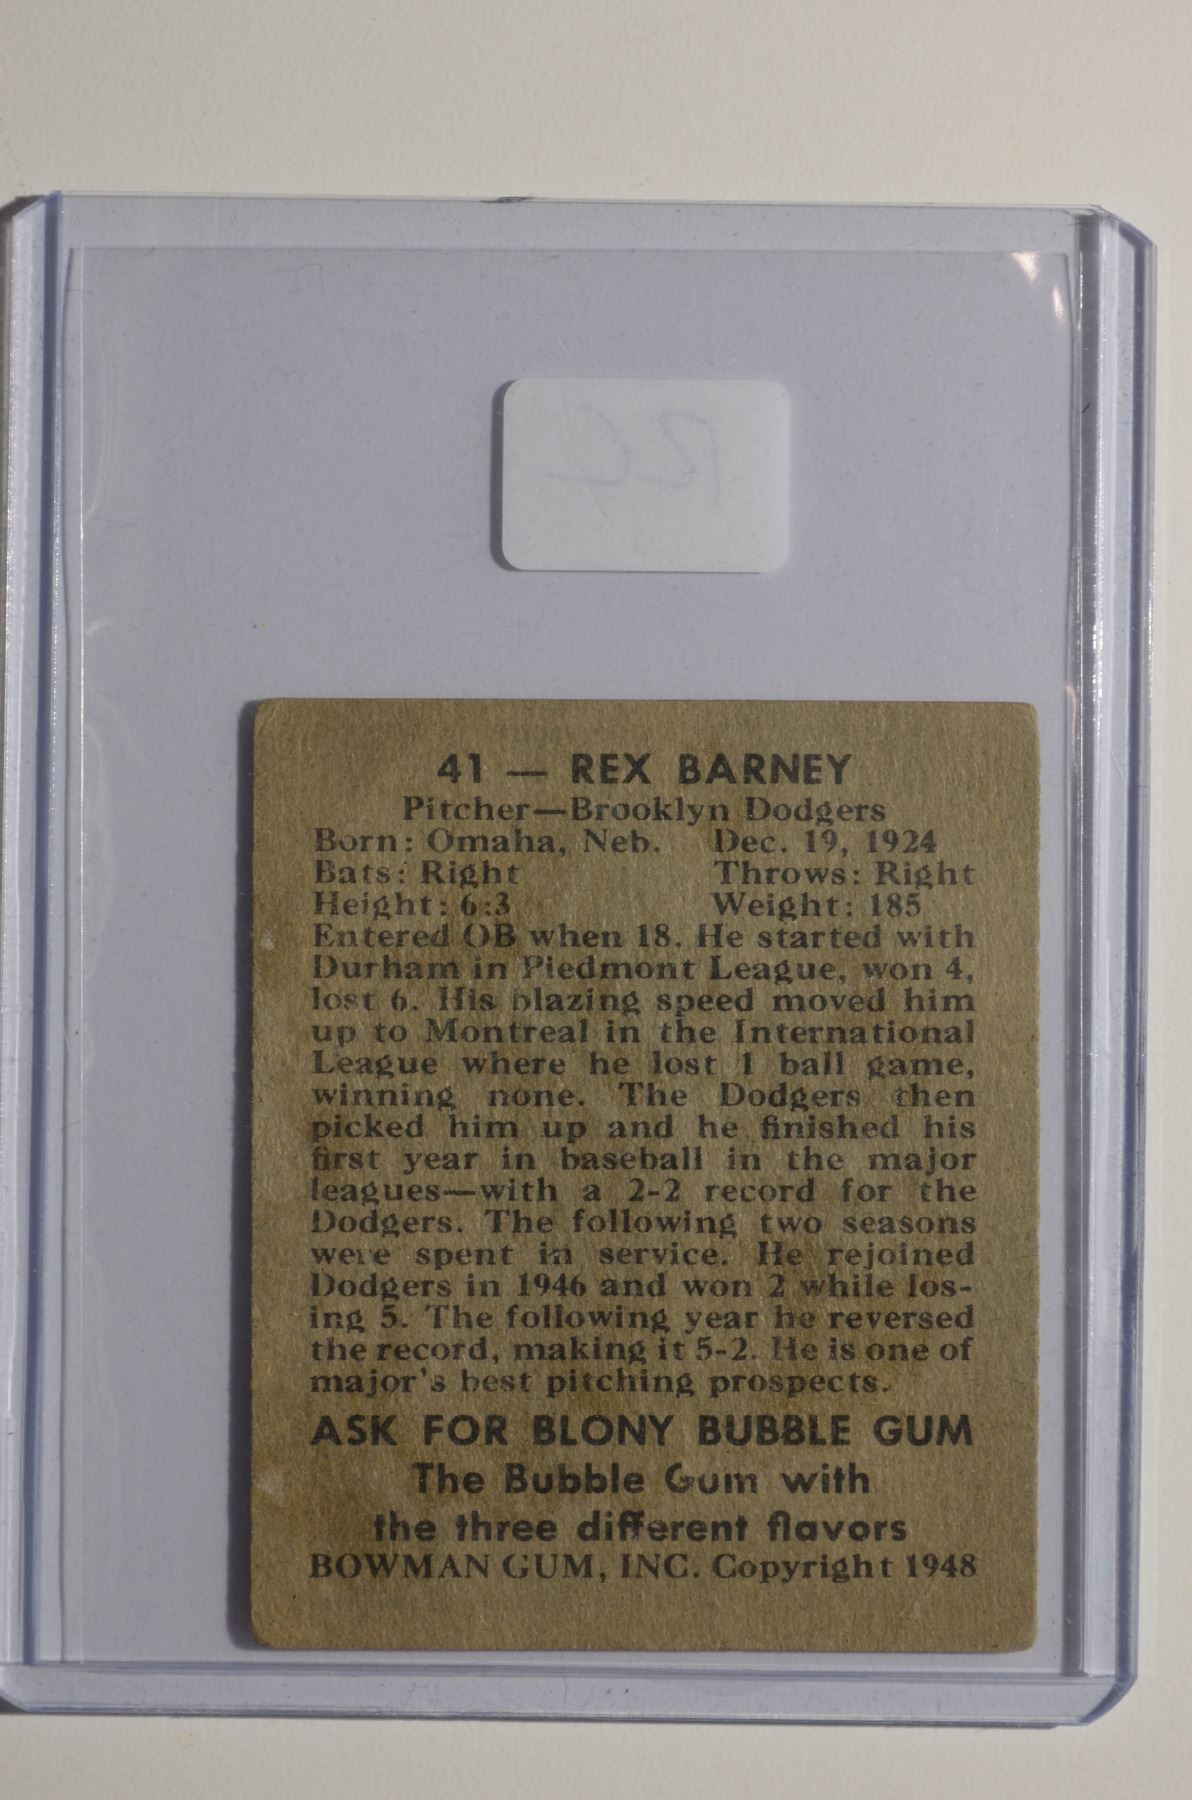 RC
41 — REX BARNEY
Pitcher—Brooklyn Dodgers
Born: Omaha, Neb. Dec. 19, 1924
Bats: Right Throws: Right
Height: 6:3 Weight: 185
Entered OB when 18. He started with
Durham in Piedmont League, won 4,
lost 6. His blazing speed moved him
up to Montreal in the International
League where he lost 1 ball game,
winning none. The Dodgers then
picked him up and he finished his
first year in baseball in the major
leagues—with a 2-2 record for the
Dodgers. The following two seasons
were spent in service. He rejoined
Dodgers in 1946 and won 2 while los-
ing 5. The following year he reversed
the record, making it 5-2. He is one of
major's best pitching prospects.
ASK FOR BLONY BUBBLE GUM
The Bubble Gum with
the three different flavors
BOWMAN GUM, INC. Copyright 1948